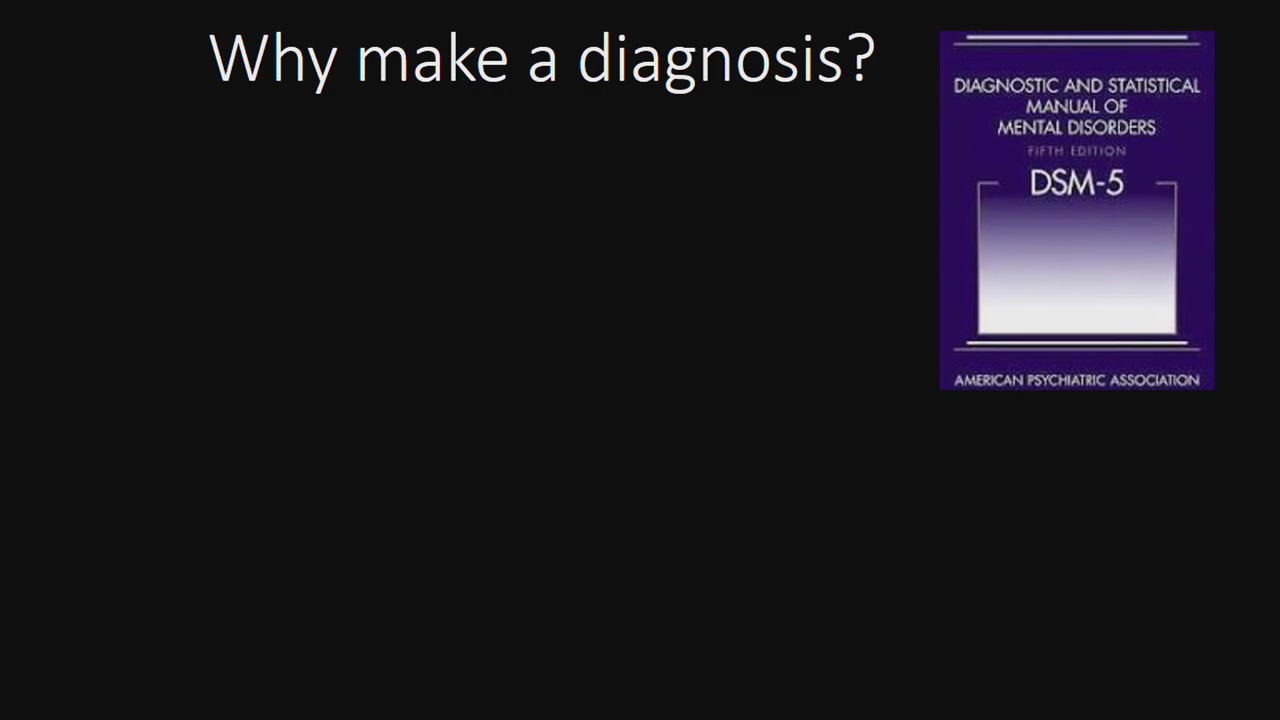 Why make a diagnosis?
DIAGNOSTIC AND STATISTICAL
MANUAL OF
MENTAL DISORDERS
FIFTH EDITION
DSM-5
AMERICAN PSYCHIATRIC ASSOCIATION